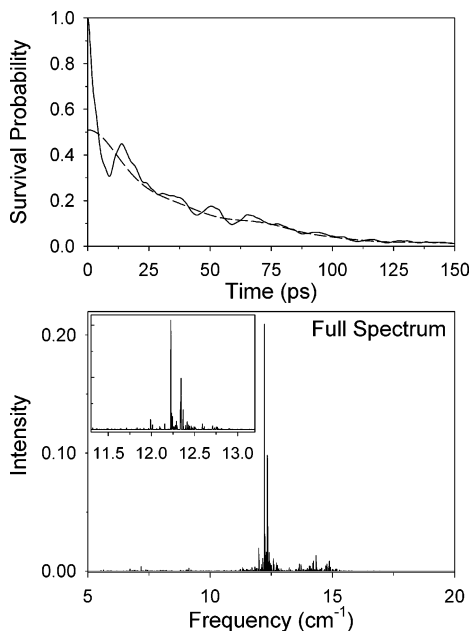 1.0
0.8
0.6
0.4
0.2
0.0
Survival Probability
0 25 50 75 100 125 150
Time (ps)
Full Spectrum
0.20
0.10
0.00
Intensity
11.5 12.0 12.5 13.0
5 10 15 20
Frequency (cm⁻¹)